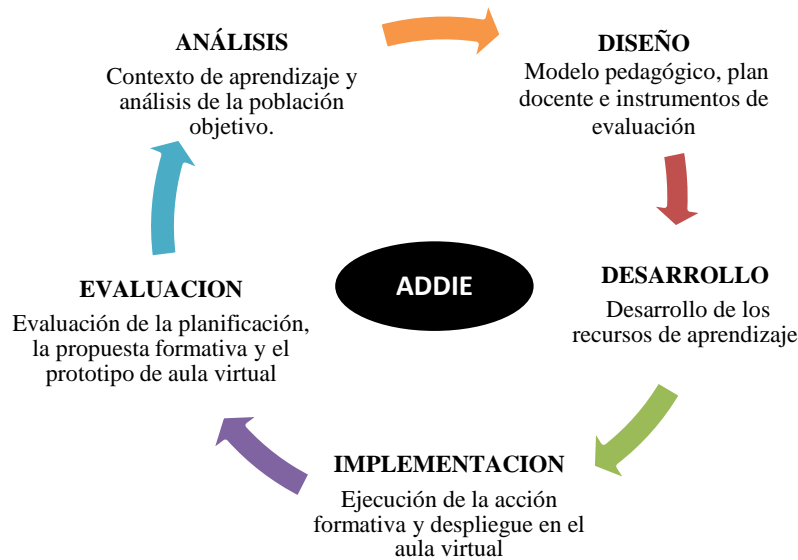 ANÁLISIS
Contexto de aprendizaje y
análisis de la población
objetivo.
DISEÑO
Modelo pedagógico, plan
docente e instrumentos de
evaluación
ADDIE
DESARROLLO
Desarrollo de los
recursos de aprendizaje
IMPLEMENTACION
Ejecución de la acción
formativa y despliegue en el
aula virtual
EVALUACION
Evaluación de la planificación,
la propuesta formativa y el
prototipo de aula virtual